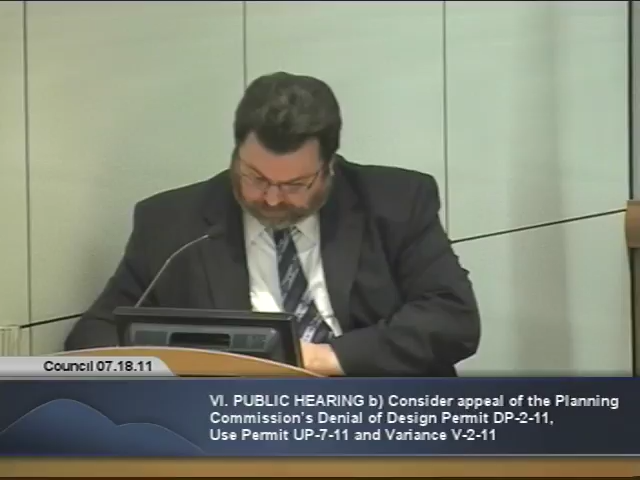 Council 07.18.11
VI. PUBLIC HEARING b) Consider appeal of the Planning
Commission's Denial of Design Permit DP-2-11,
Use Permit UP-7-11 and Variance V-2-11